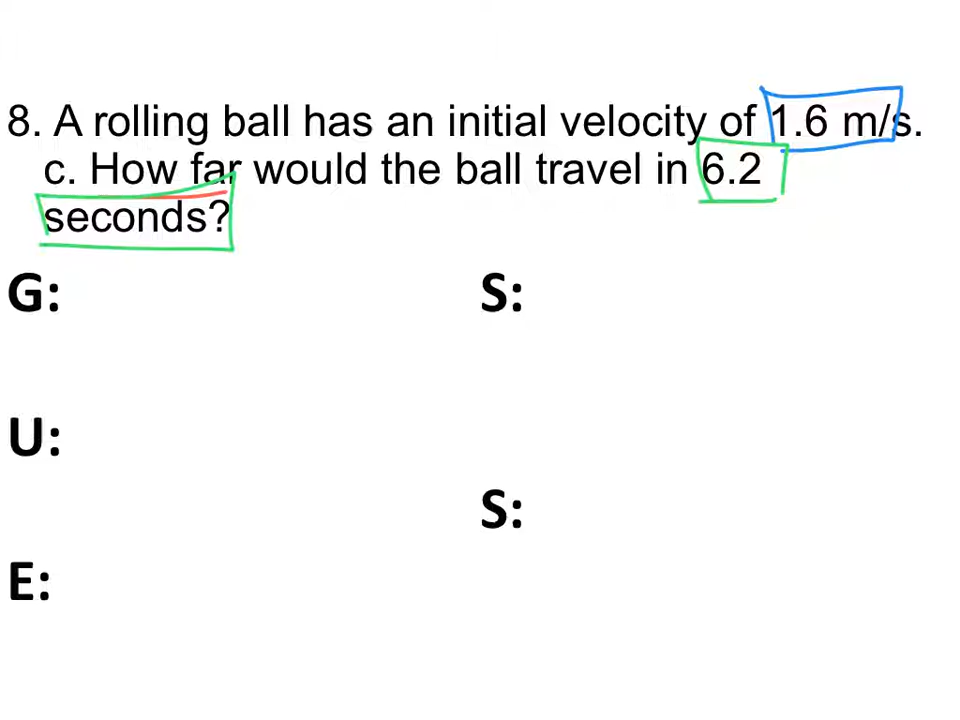 8. A rolling ball has an initial velocity of 1.6 m/s.
c. How far would the ball travel in 6.2
seconds?
G:
S:
U:
S:
E: